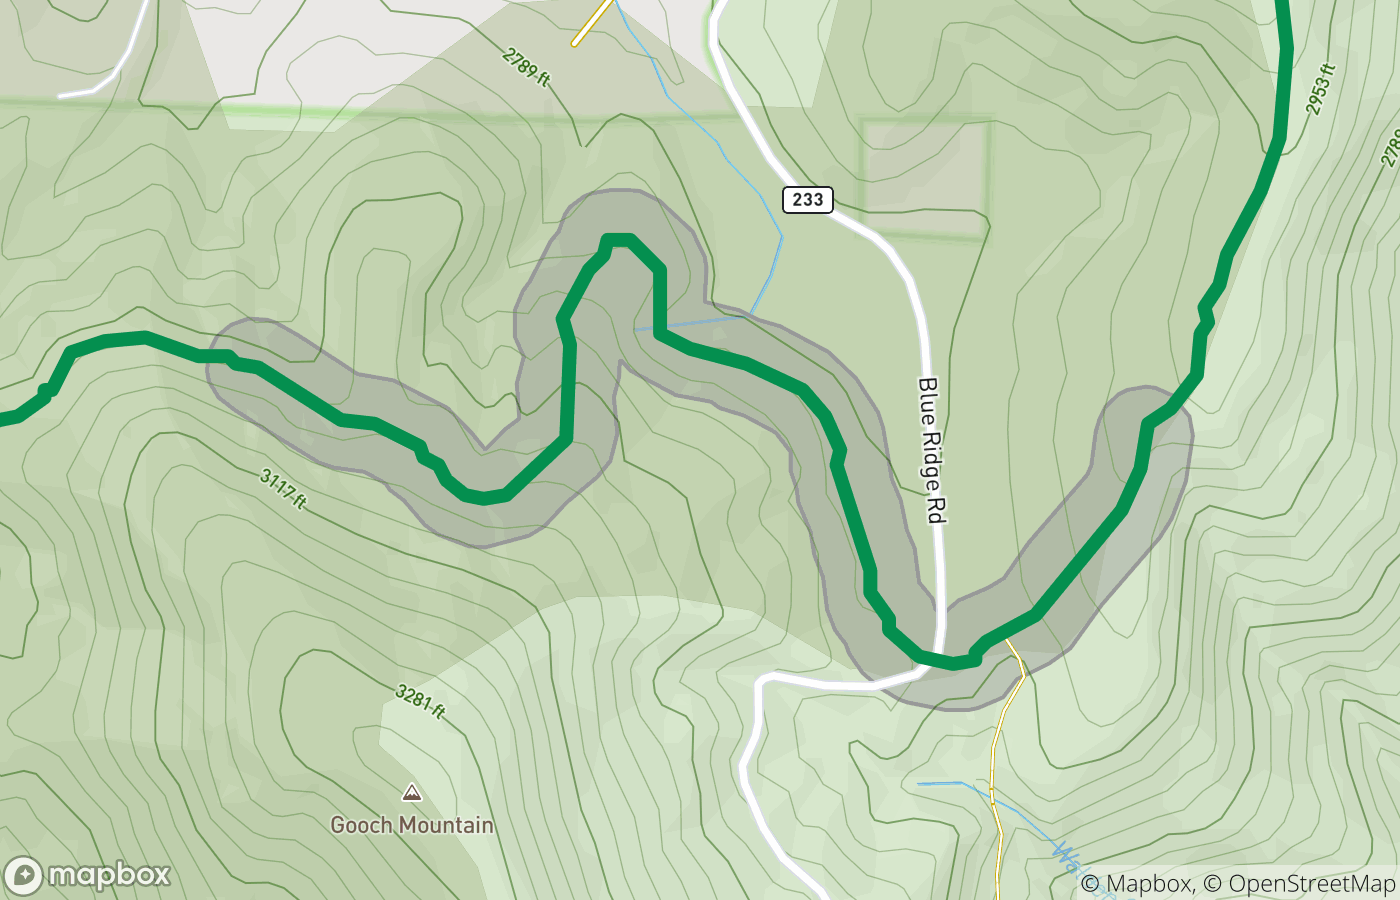 2789 ft
2953 ft
233
Blue Ridge Rd
3117 ft
3281 ft
Gooch Mountain
mapbox
© Mapbox, © OpenStreetMap